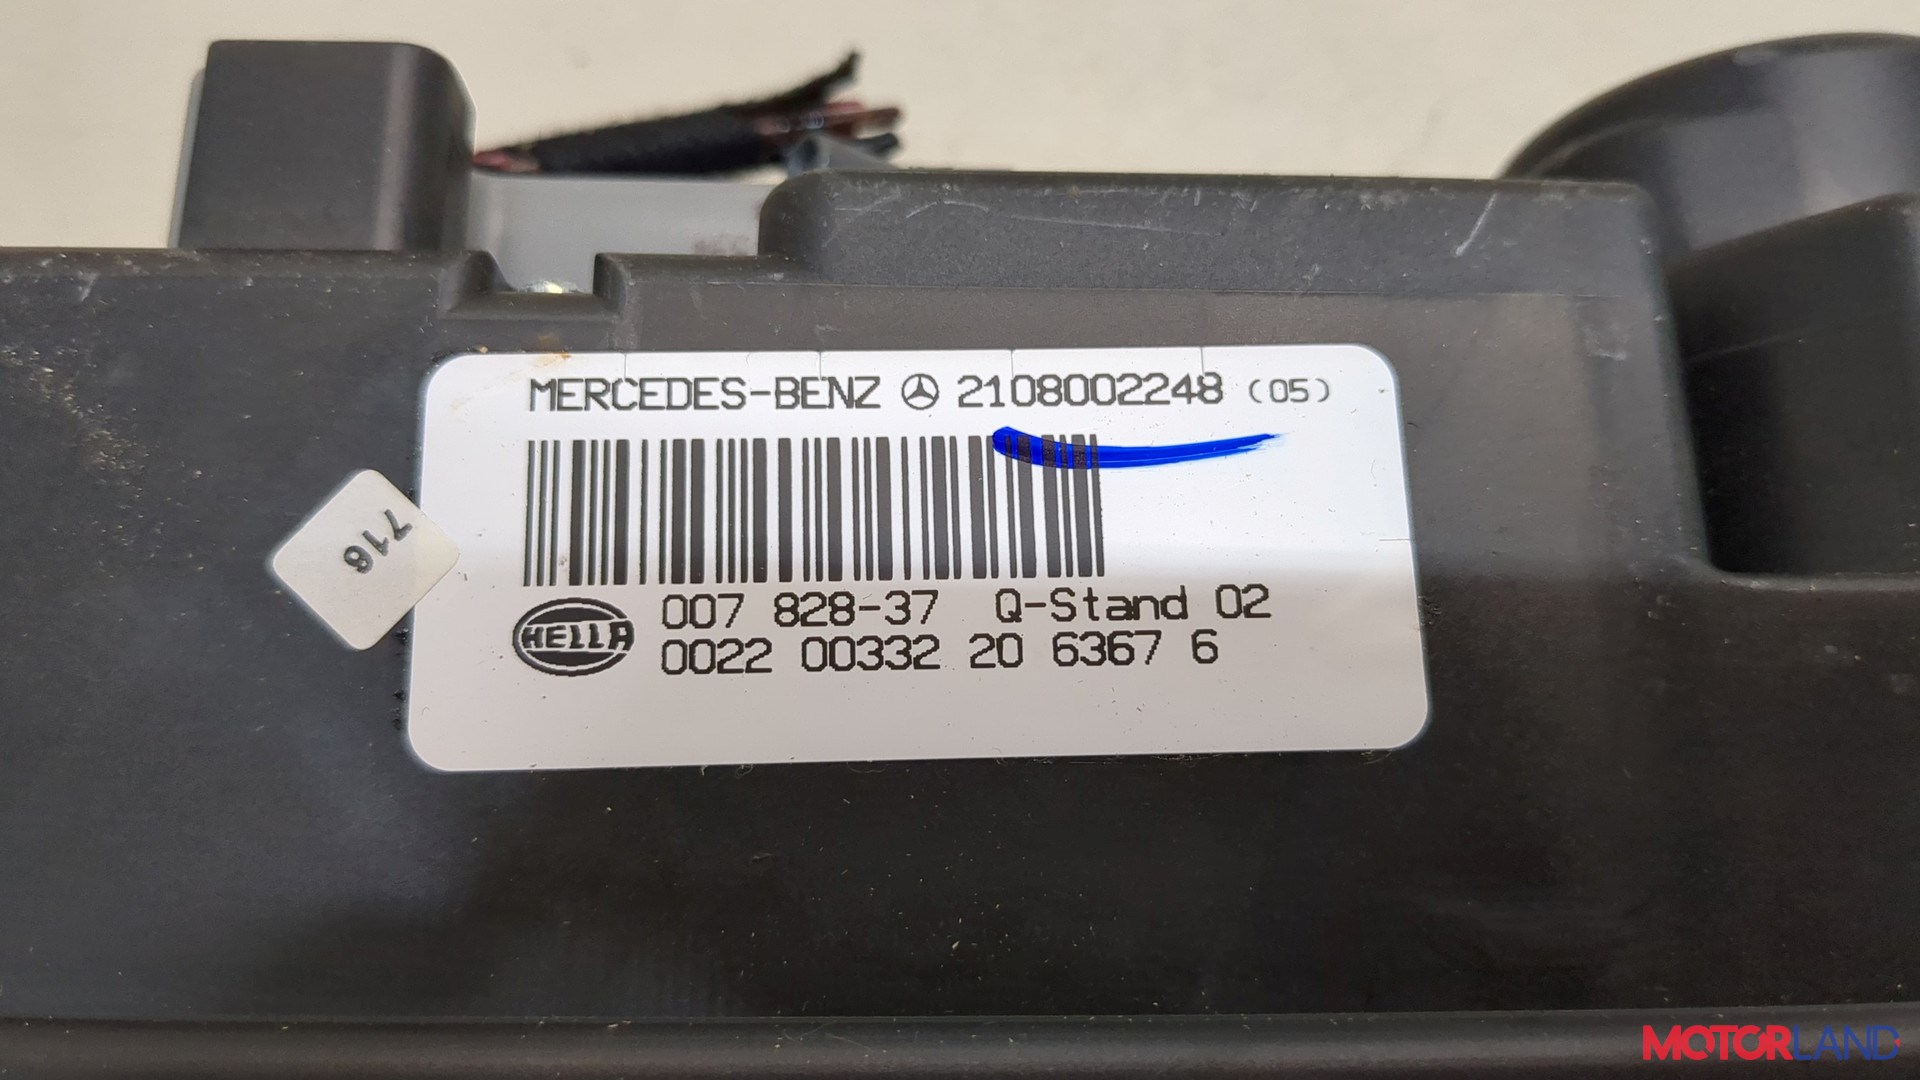 MERCEDES-BENZ 2108002248 (05)
716
HELLA
007 828-37 Q-Stand 02
0022 00332 20 6367 6
MOTORLAND